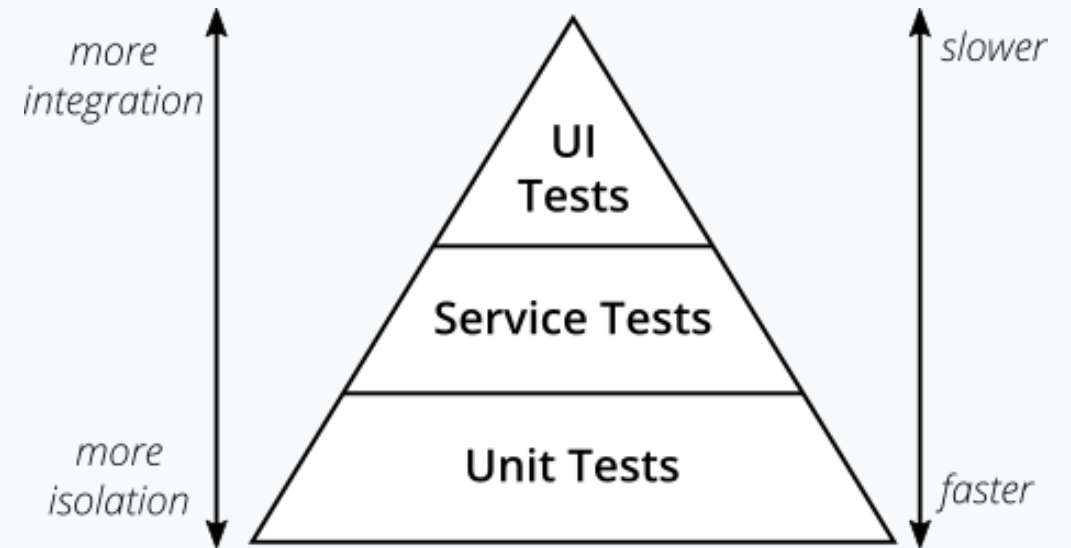 more
integration
slower
UI
Tests
Service Tests
Unit Tests
more
isolation
faster